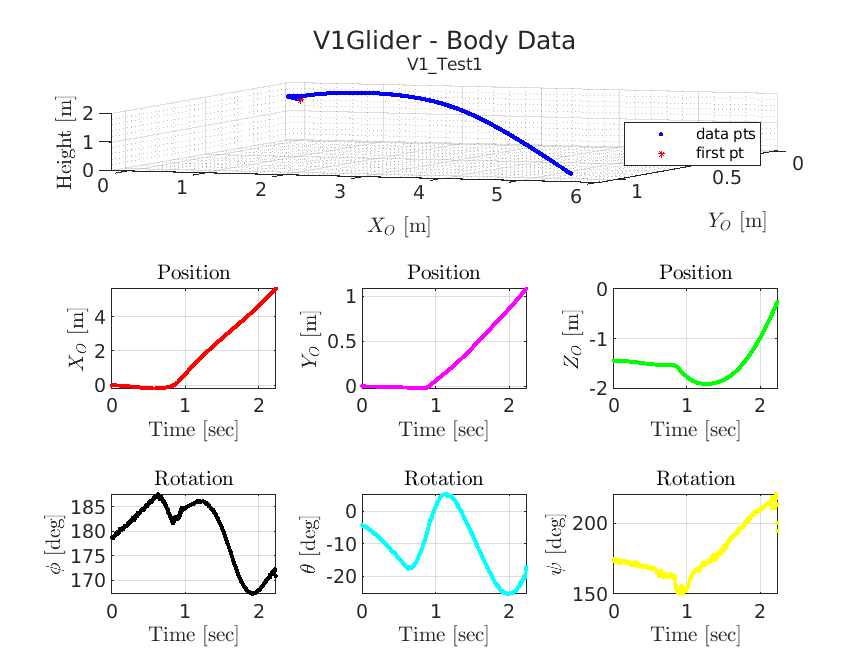 V1Glider - Body Data
V1_Test1
Height [m]
2
1
0
0 1 2 3 4 5 6
X_O [m]
1 0.5 0
Y_O [m]
data pts
first pt
Position Position Position
X_O [m]
4
2
0
0 1 2
Time [sec]
Y_O [m]
1
0.5
0
0 1 2
Time [sec]
Z_O [m]
0
-1
-2
0 1 2
Time [sec]
Rotation Rotation Rotation
ϕ [deg]
185
180
175
170
0 1 2
Time [sec]
θ [deg]
0
-10
-20
0 1 2
Time [sec]
ψ [deg]
200
150
0 1 2
Time [sec]